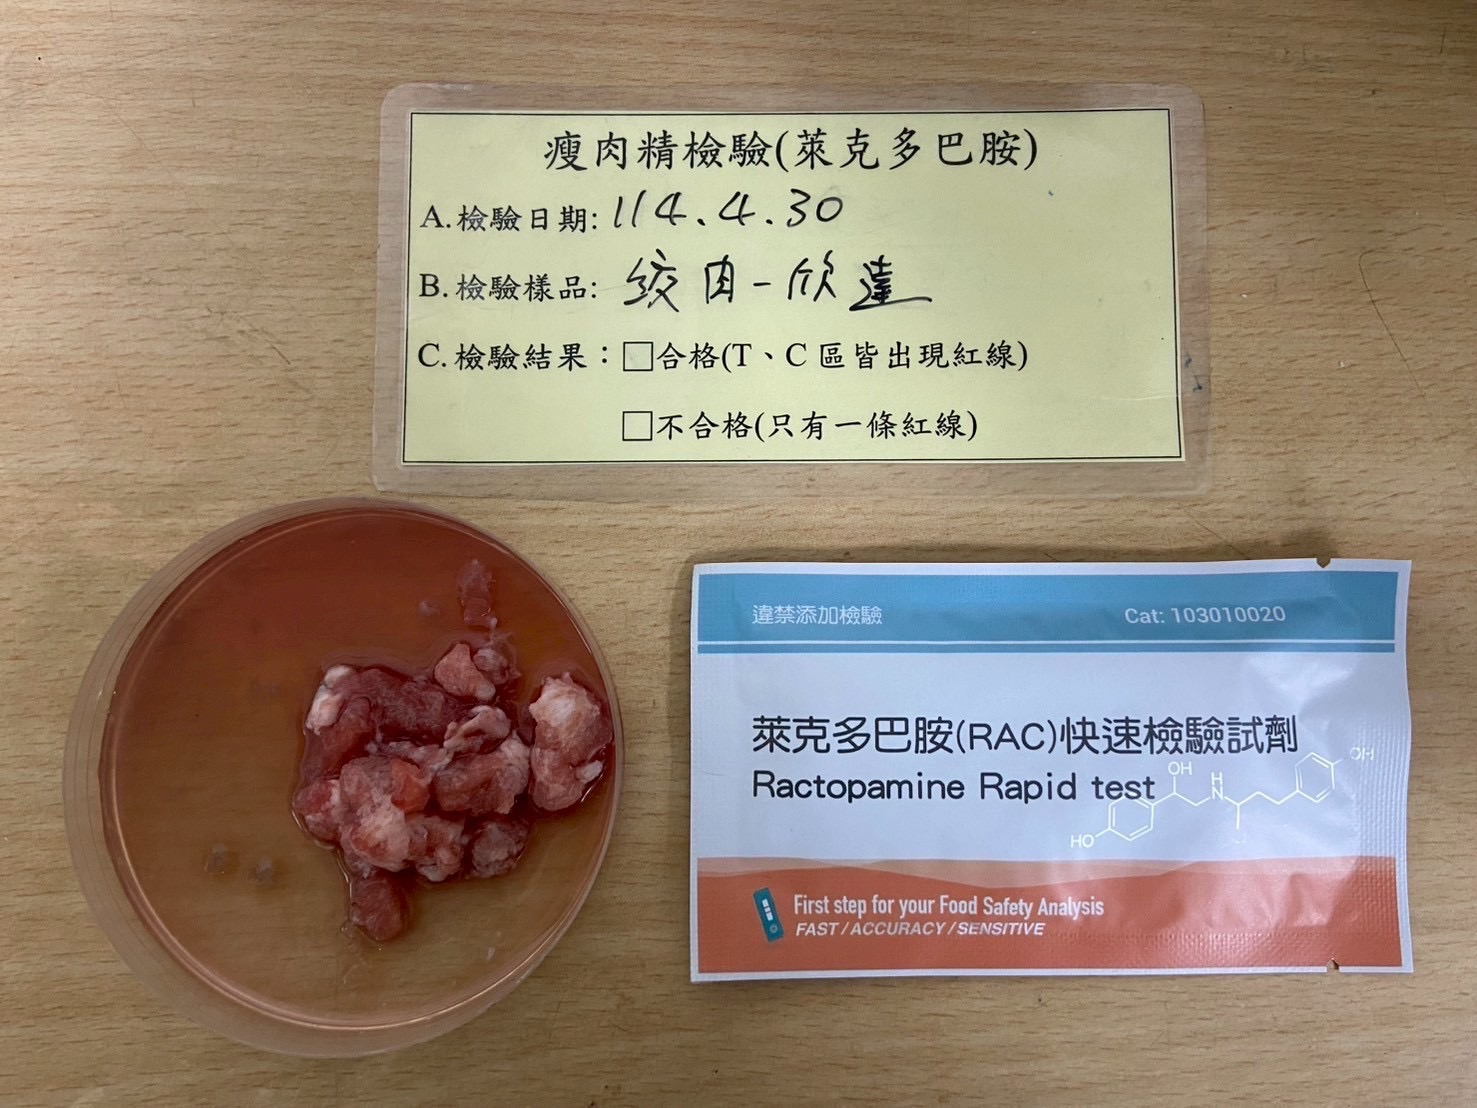 瘦肉精檢驗(萊克多巴胺)
A.檢驗日期: 114.4.30
B.檢驗樣品: 絞肉-欣達
C.檢驗結果：□合格(T、C 區皆出現紅線)
□不合格(只有一條紅線)
違禁添加檢驗 Cat: 103010020
萊克多巴胺(RAC)快速檢驗試劑
Ractopamine Rapid test
OH
OH
H
N
HO
First step for your Food Safety Analysis
FAST / ACCURACY / SENSITIVE